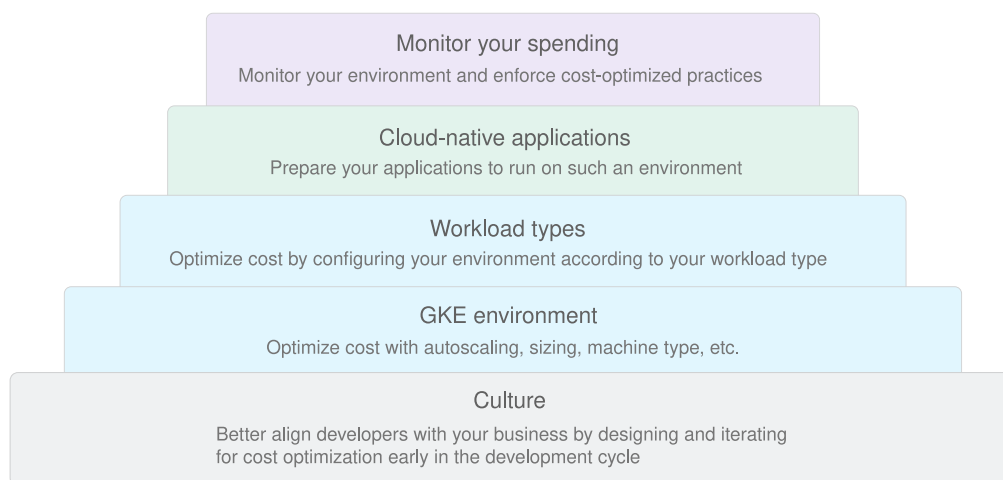 Monitor your spending
Monitor your environment and enforce cost-optimized practices
Cloud-native applications
Prepare your applications to run on such an environment
Workload types
Optimize cost by configuring your environment according to your workload type
GKE environment
Optimize cost with autoscaling, sizing, machine type, etc.
Culture
Better align developers with your business by designing and iterating
for cost optimization early in the development cycle